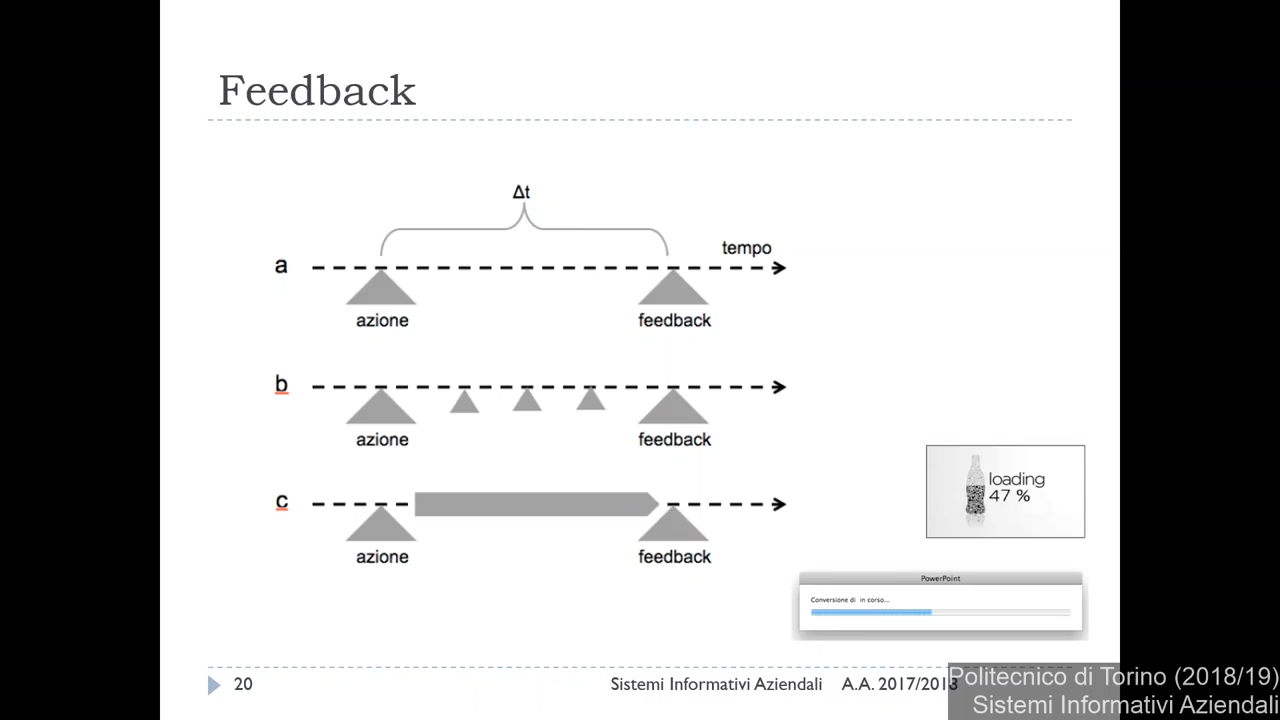 Feedback
Δt
tempo
a
azione
feedback
b
azione
feedback
c
azione
feedback
loading
47 %
PowerPoint
Conversione di in corso...
20
Sistemi Informativi Aziendali
A.A. 2017/2018
Politecnico di Torino (2018/19)
Sistemi Informativi Aziendali